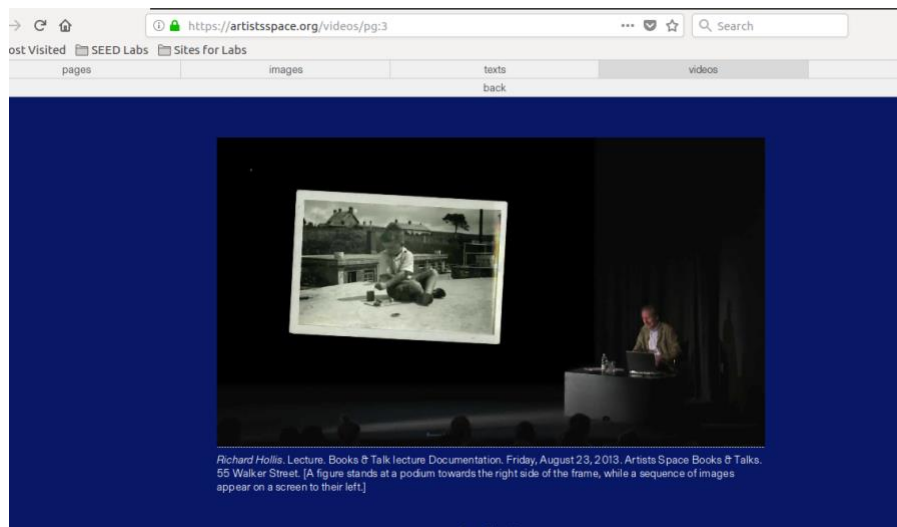 https://artistsspace.org/videos/pg:3
Search
ost Visited SEED Labs Sites for Labs
pages images texts videos
back
Richard Hollis. Lecture. Books & Talk lecture Documentation. Friday, August 23, 2013. Artists Space Books & Talks.
55 Walker Street. [A figure stands at a podium towards the right side of the frame, while a sequence of images
appear on a screen to their left.]